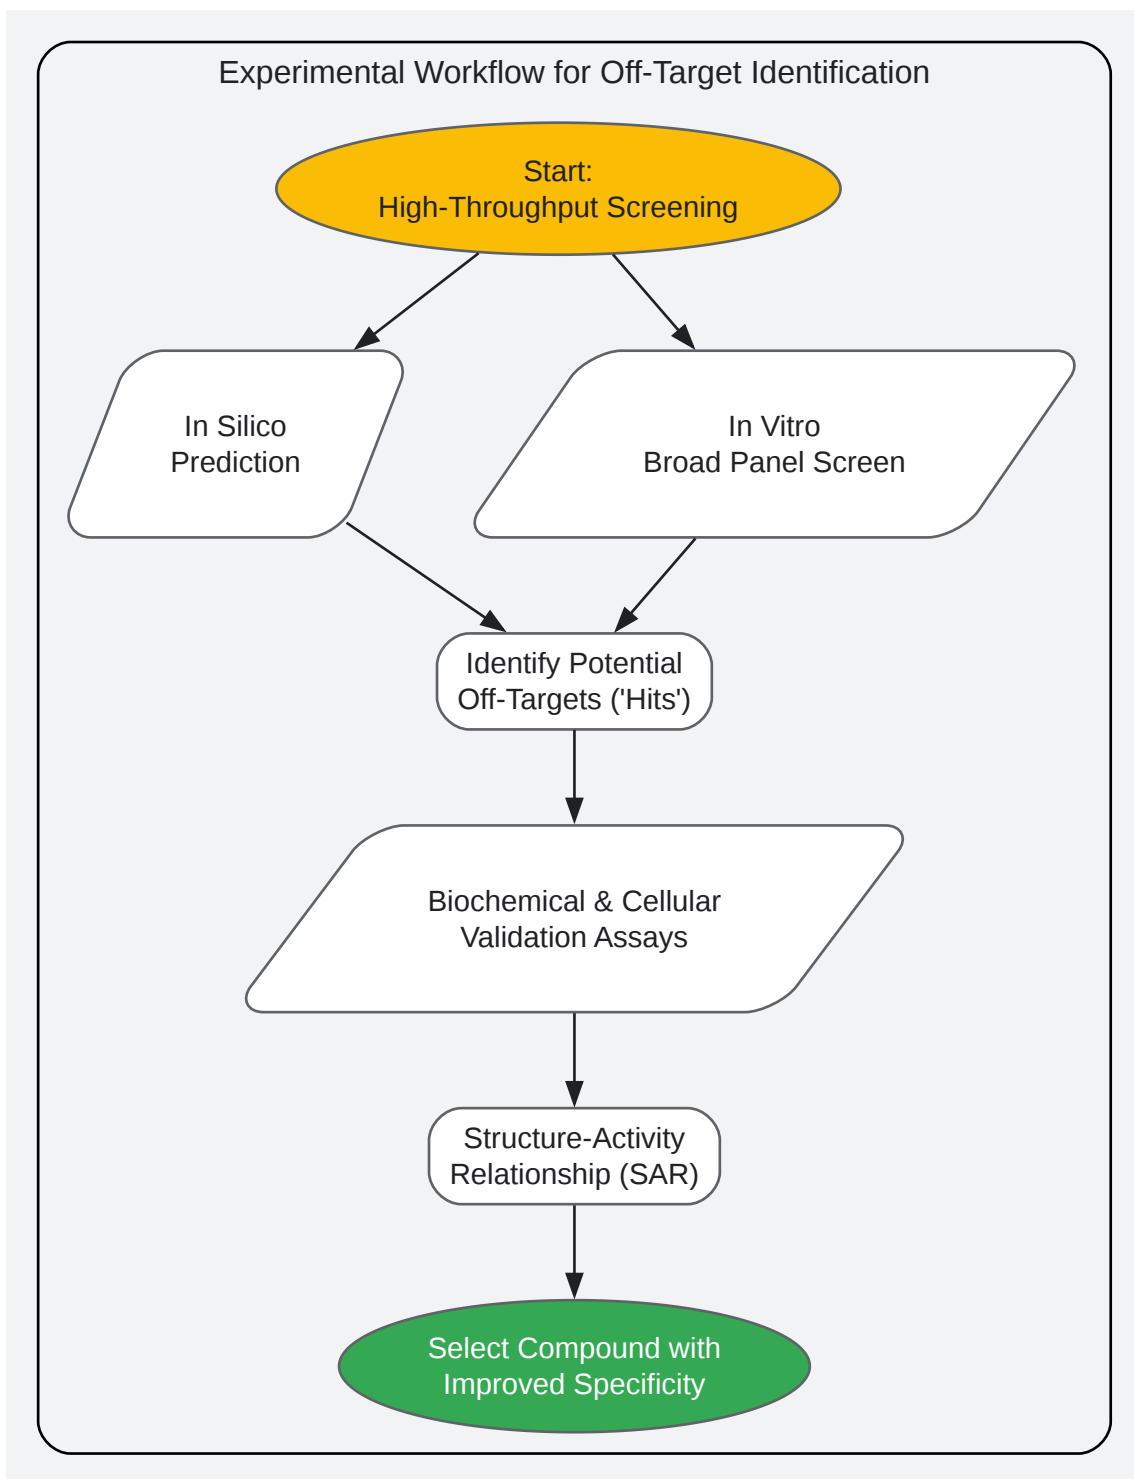 Experimental Workflow for Off-Target Identification
Start:
High-Throughput Screening
In Silico
Prediction
In Vitro
Broad Panel Screen
Identify Potential
Off-Targets ('Hits')
Biochemical & Cellular
Validation Assays
Structure-Activity
Relationship (SAR)
Select Compound with
Improved Specificity